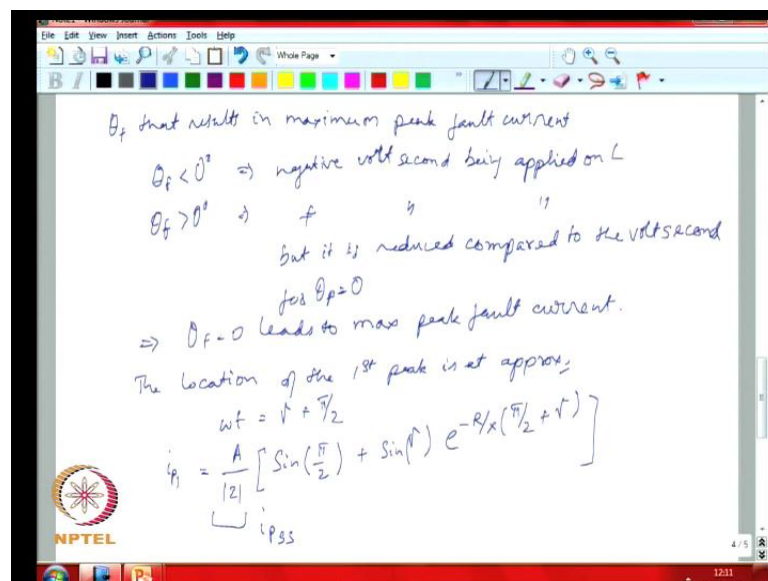 File Edit View Insert Actions Tools Help
Whole Page
B I
θf that results in maximum peak fault current
θf < 0° ⇒ negative volt second being applied on L
θf > 0° ⇒ + " "
but it is reduced compared to the volt second
for θf = 0
⇒ θf = 0 leads to max peak fault current.
The location of the 1st peak is at approx;
wt = γ + π/2
ip1 = A/|Z| [ Sin(π/2) + Sin(γ) e^-R/X(π/2 + γ) ]
ipss
NPTEL
4/5
12:11